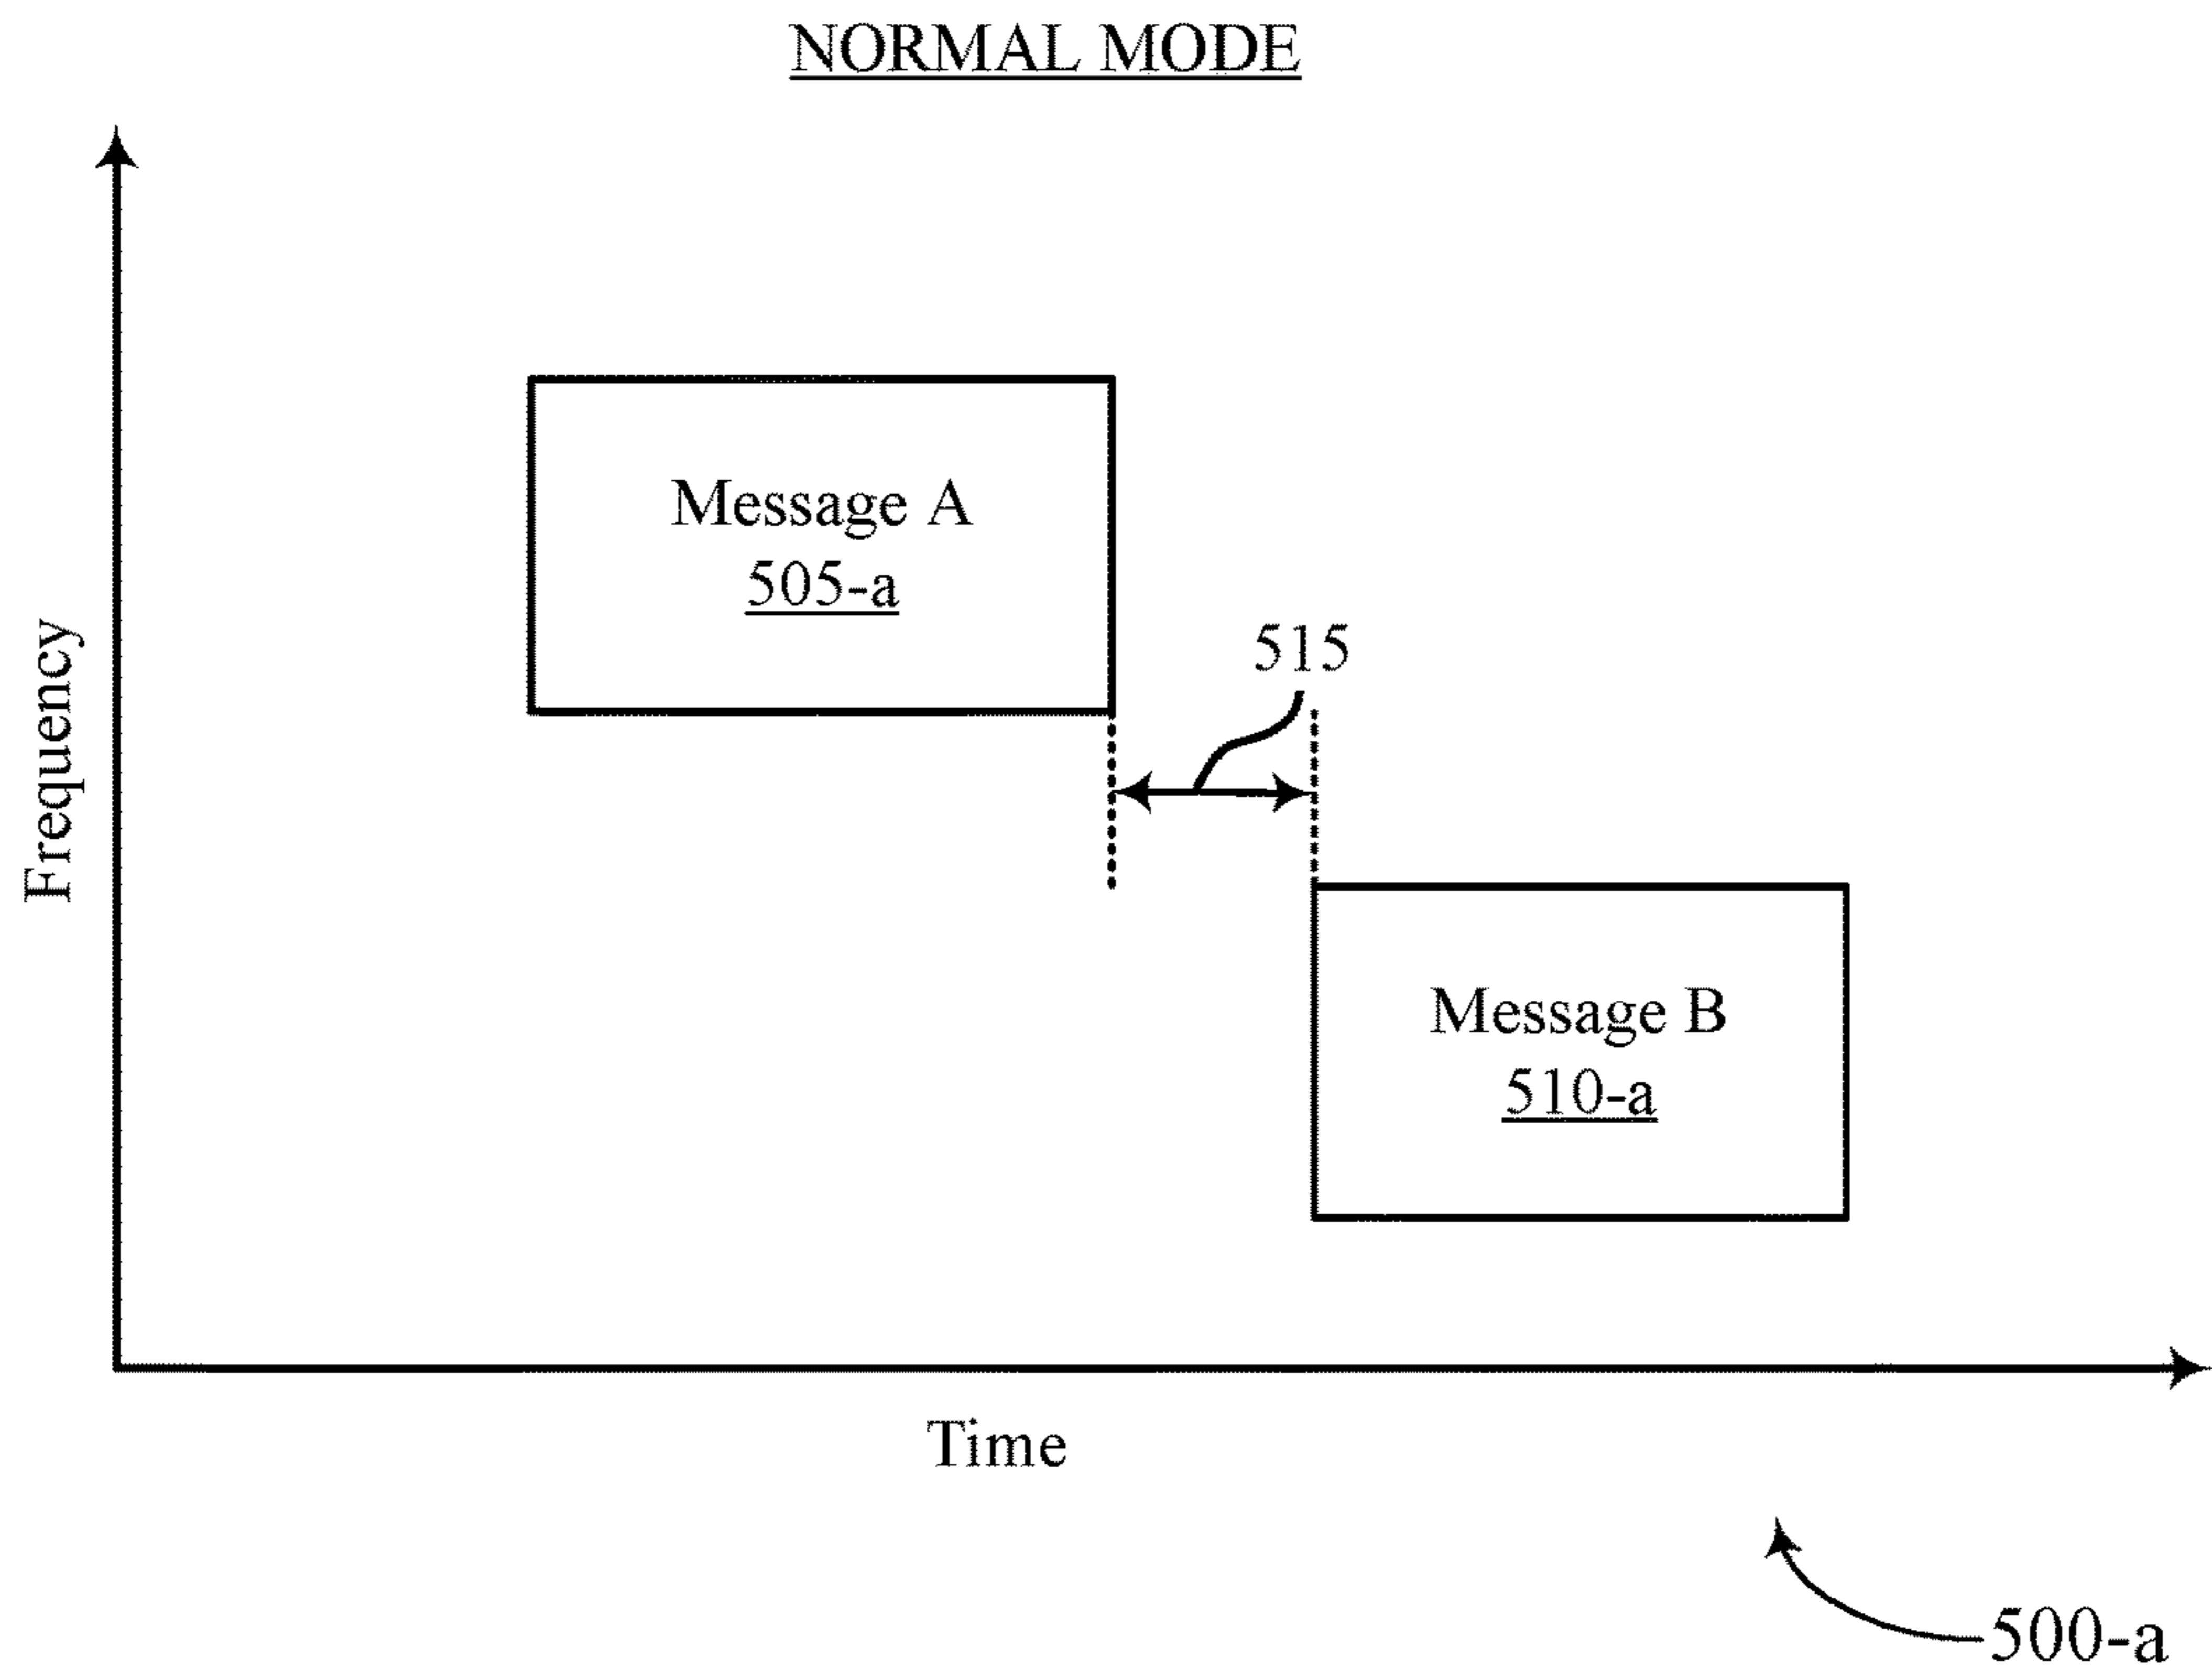 NORMAL MODE
Frequency
Message A
505-a
515
Message B
510-a
Time
500-a